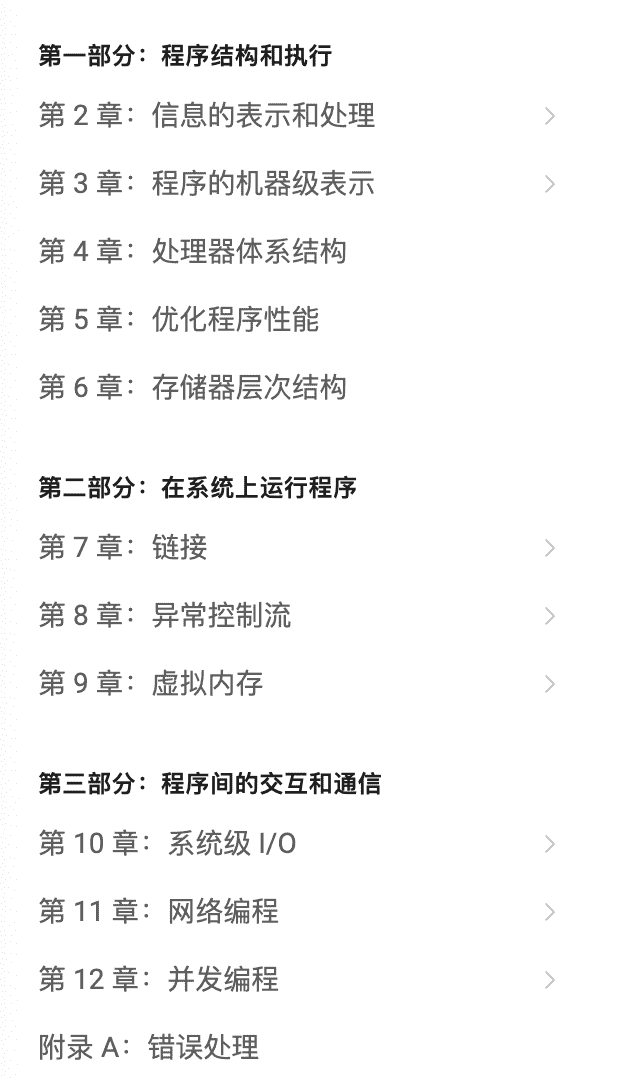 第一部分：程序结构和执行
第 2 章：信息的表示和处理
第 3 章：程序的机器级表示
第 4 章：处理器体系结构
第 5 章：优化程序性能
第 6 章：存储器层次结构
第二部分：在系统上运行程序
第 7 章：链接
第 8 章：异常控制流
第 9 章：虚拟内存
第三部分：程序间的交互和通信
第 10 章：系统级 I/O
第 11 章：网络编程
第 12 章：并发编程
附录 A：错误处理